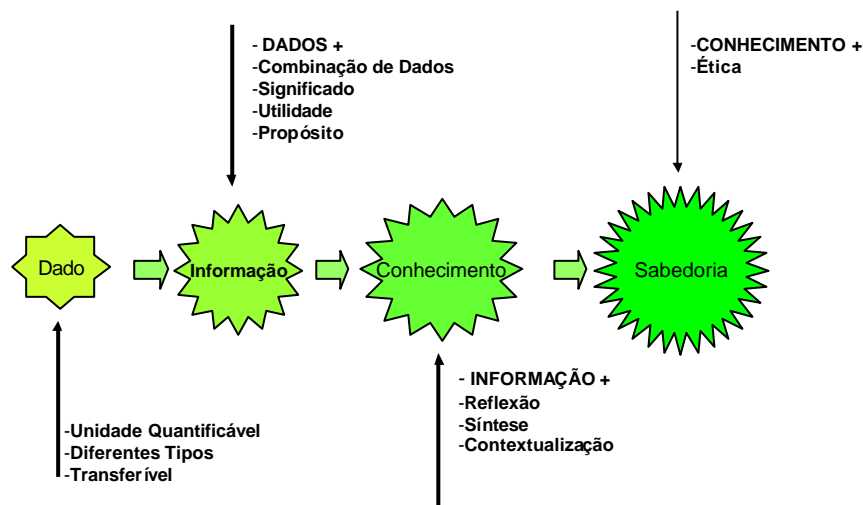 - DADOS +
-Combinação de Dados
-Significado
-Utilidade
-Propósito
-CONHECIMENTO +
-Ética
Dado
Informação
Conhecimento
Sabedoria
-Unidade Quantificável
-Diferentes Tipos
-Transferível
- INFORMAÇÃO +
-Reflexão
-Síntese
-Contextualização